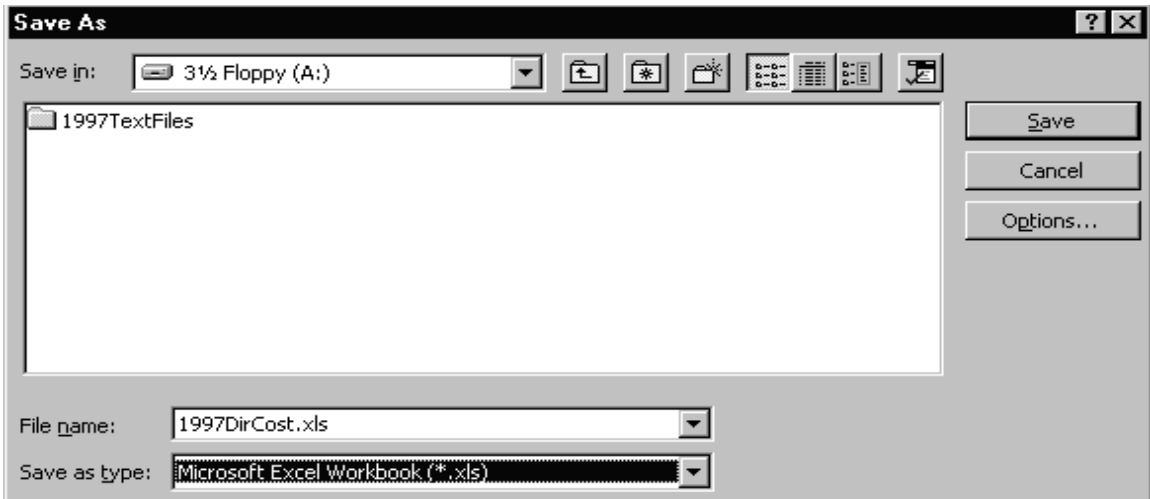 Save As
Save in: 3½ Floppy (A:)
1997TextFiles
Save
Cancel
Options...
File name: 1997DirCost.xls
Save as type: Microsoft Excel Workbook (*.xls)